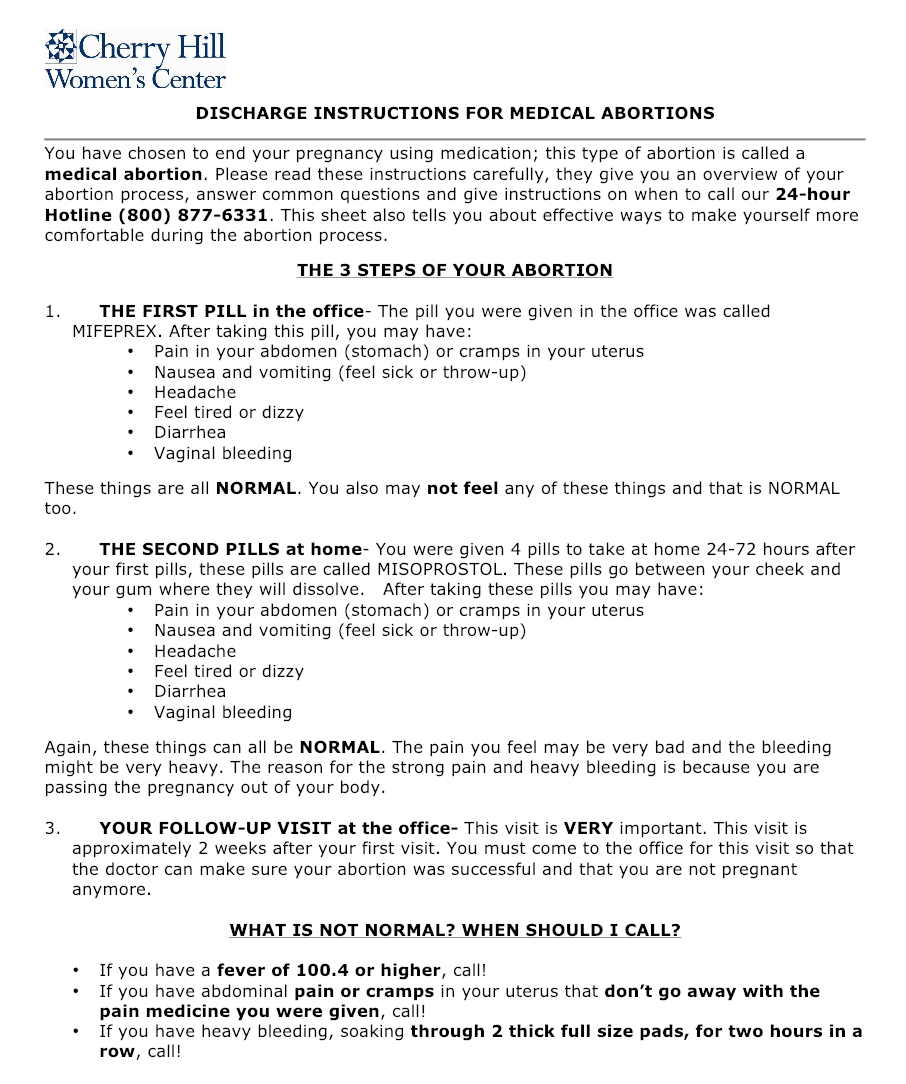 Cherry Hill
Women's Center
DISCHARGE INSTRUCTIONS FOR MEDICAL ABORTIONS
You have chosen to end your pregnancy using medication; this type of abortion is called a
medical abortion. Please read these instructions carefully, they give you an overview of your
abortion process, answer common questions and give instructions on when to call our 24-hour
Hotline (800) 877-6331. This sheet also tells you about effective ways to make yourself more
comfortable during the abortion process.
THE 3 STEPS OF YOUR ABORTION
1. THE FIRST PILL in the office- The pill you were given in the office was called
MIFEPREX. After taking this pill, you may have:
• Pain in your abdomen (stomach) or cramps in your uterus
• Nausea and vomiting (feel sick or throw-up)
• Headache
• Feel tired or dizzy
• Diarrhea
• Vaginal bleeding
These things are all NORMAL. You also may not feel any of these things and that is NORMAL
too.
2. THE SECOND PILLS at home- You were given 4 pills to take at home 24-72 hours after
your first pills, these pills are called MISOPROSTOL. These pills go between your cheek and
your gum where they will dissolve. After taking these pills you may have:
• Pain in your abdomen (stomach) or cramps in your uterus
• Nausea and vomiting (feel sick or throw-up)
• Headache
• Feel tired or dizzy
• Diarrhea
• Vaginal bleeding
Again, these things can all be NORMAL. The pain you feel may be very bad and the bleeding
might be very heavy. The reason for the strong pain and heavy bleeding is because you are
passing the pregnancy out of your body.
3. YOUR FOLLOW-UP VISIT at the office- This visit is VERY important. This visit is
approximately 2 weeks after your first visit. You must come to the office for this visit so that
the doctor can make sure your abortion was successful and that you are not pregnant
anymore.
WHAT IS NOT NORMAL? WHEN SHOULD I CALL?
• If you have a fever of 100.4 or higher, call!
• If you have abdominal pain or cramps in your uterus that don't go away with the
pain medicine you were given, call!
• If you have heavy bleeding, soaking through 2 thick full size pads, for two hours in a
row, call!